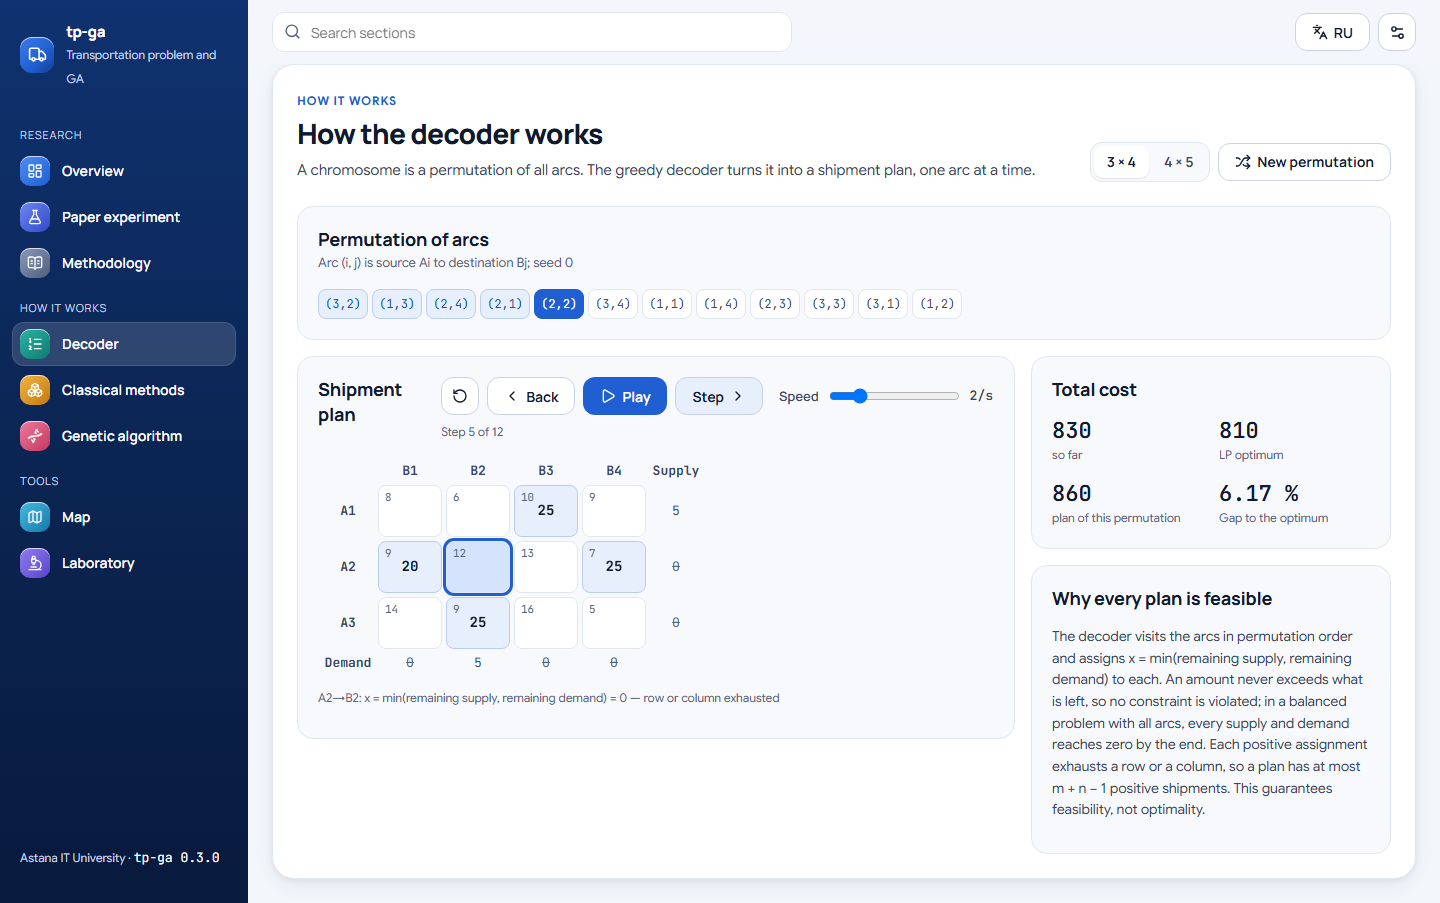 tp-ga
Transportation problem and
GA
RESEARCH
Overview
Paper experiment
Methodology
HOW IT WORKS
Decoder
Classical methods
Genetic algorithm
TOOLS
Map
Laboratory
Astana IT University · tp-ga 0.3.0
Search sections
RU
HOW IT WORKS
How the decoder works
A chromosome is a permutation of all arcs. The greedy decoder turns it into a shipment plan, one arc at a time.
3 × 4 4 × 5 New permutation
Permutation of arcs
Arc (i, j) is source Ai to destination Bj; seed 0
(3,2) (1,3) (2,4) (2,1) (2,2) (3,4) (1,1) (1,4) (2,3) (3,3) (3,1) (1,2)
Shipment
plan
Back Play Step Speed 2/s
Step 5 of 12
B1 B2 B3 B4 Supply
A1 8 6 10 25 9 5
A2 9 20 12 13 7 25 0
A3 14 9 25 16 5 0
Demand 0 5 0 0
A2→B2: x = min(remaining supply, remaining demand) = 0 — row or column exhausted
Total cost
830 810
so far LP optimum
860 6.17 %
plan of this permutation Gap to the optimum
Why every plan is feasible
The decoder visits the arcs in permutation order
and assigns x = min(remaining supply, remaining
demand) to each. An amount never exceeds what
is left, so no constraint is violated; in a balanced
problem with all arcs, every supply and demand
reaches zero by the end. Each positive assignment
exhausts a row or a column, so a plan has at most
m + n − 1 positive shipments. This guarantees
feasibility, not optimality.